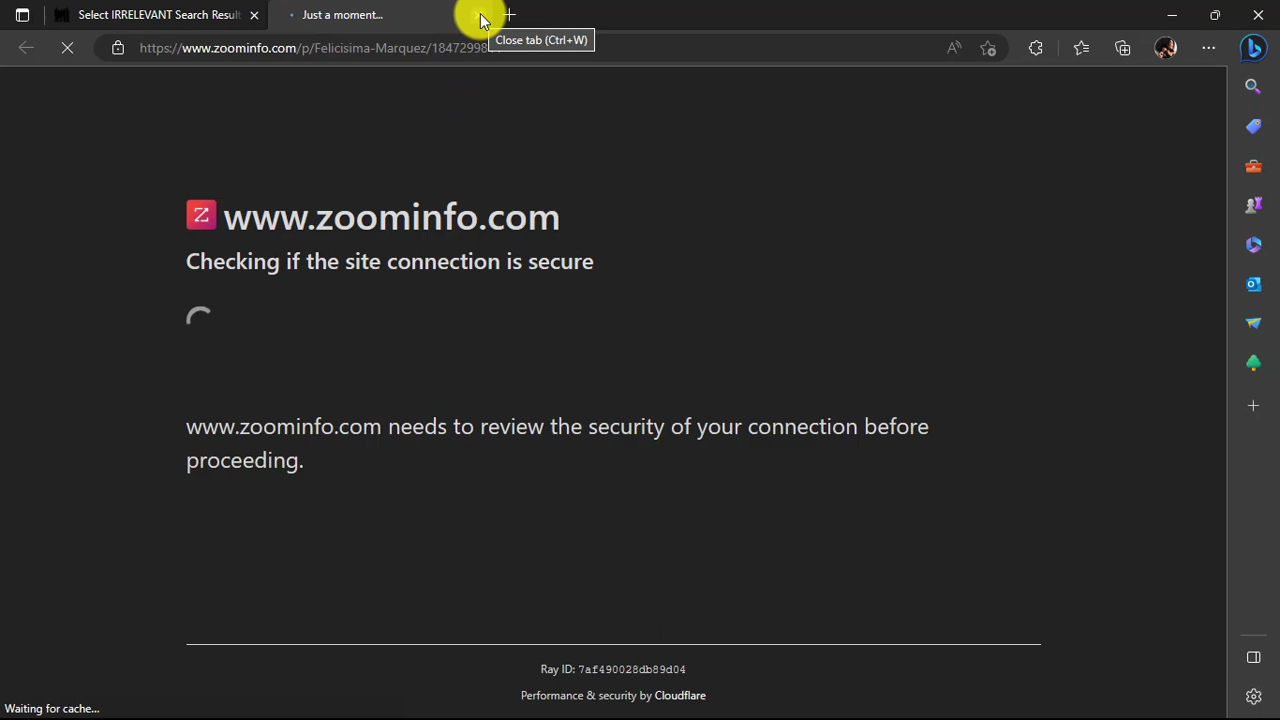 Select IRRELEVANT Search Result
Just a moment...
Close tab (Ctrl+W)
https://www.zoominfo.com/p/Felicisima-Marquez/1847299
www.zoominfo.com
Checking if the site connection is secure
www.zoominfo.com needs to review the security of your connection before
proceeding.
Ray ID: 7af490028db89d04
Performance & security by Cloudflare
Waiting for cache...